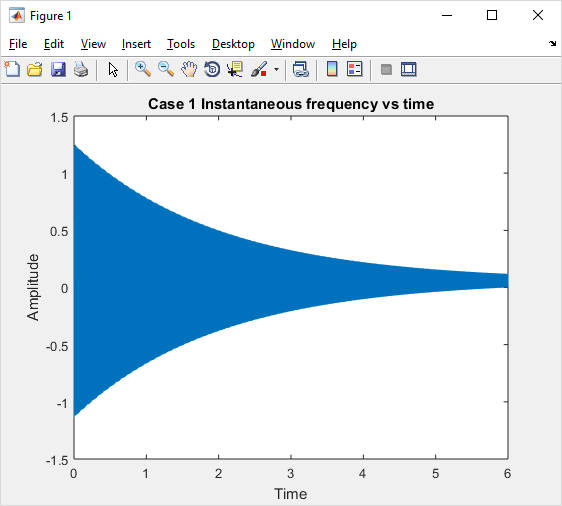 Figure 1
File Edit View Insert Tools Desktop Window Help
Case 1 Instantaneous frequency vs time
1.5
1
0.5
0
-0.5
-1
-1.5
Amplitude
0 1 2 3 4 5 6
Time